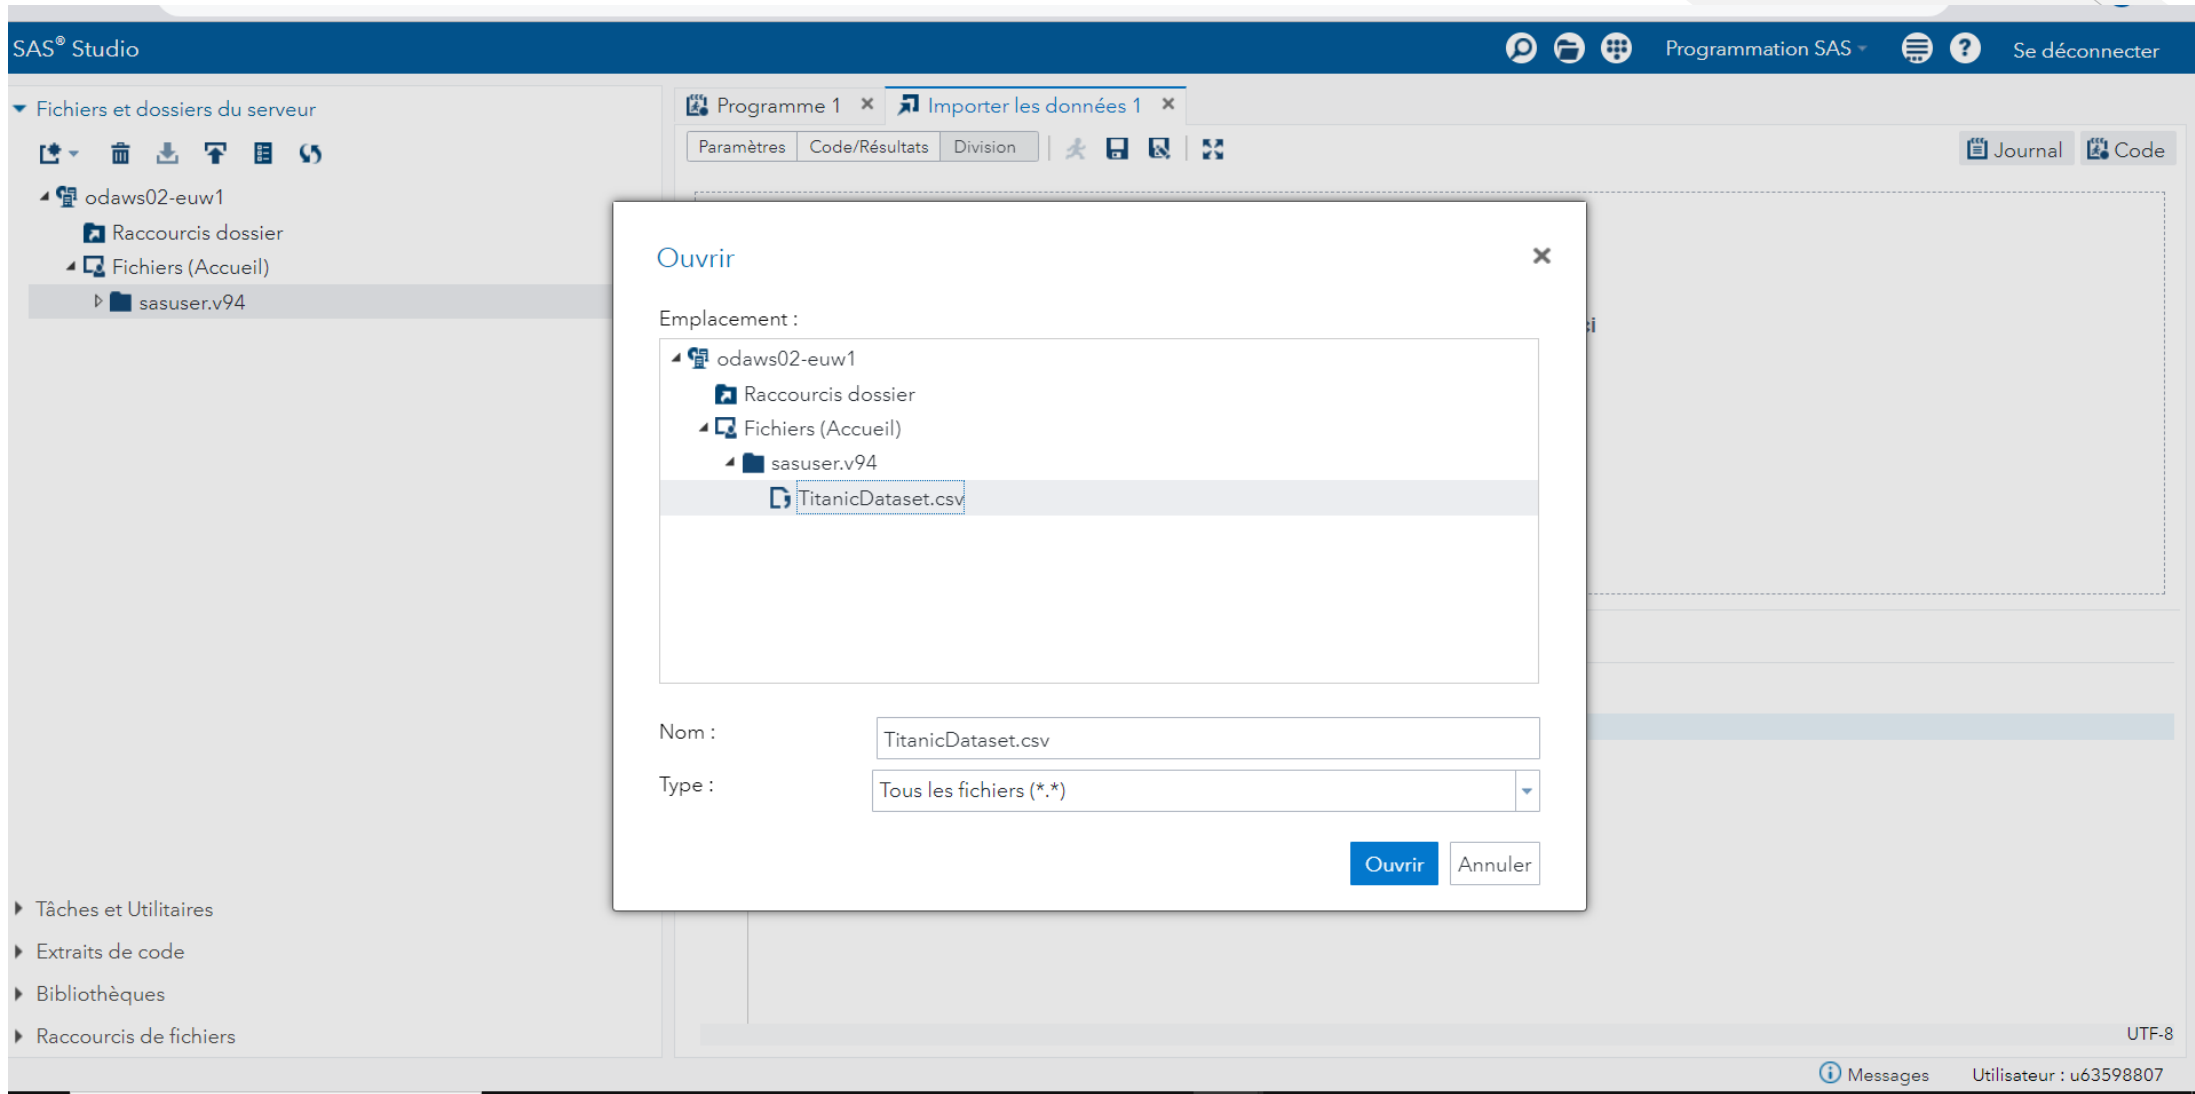 SAS® Studio
Programmation SAS
Se déconnecter
Fichiers et dossiers du serveur
odaws02-euw1
Raccourcis dossier
Fichiers (Accueil)
sasuser.v94
Tâches et Utilitaires
Extraits de code
Bibliothèques
Raccourcis de fichiers
Programme 1
Importer les données 1
Paramètres Code/Résultats Division
Journal Code
Ouvrir
Emplacement :
odaws02-euw1
Raccourcis dossier
Fichiers (Accueil)
sasuser.v94
TitanicDataset.csv
Nom : TitanicDataset.csv
Type : Tous les fichiers (*.*)
Ouvrir Annuler
UTF-8
Messages Utilisateur : u63598807